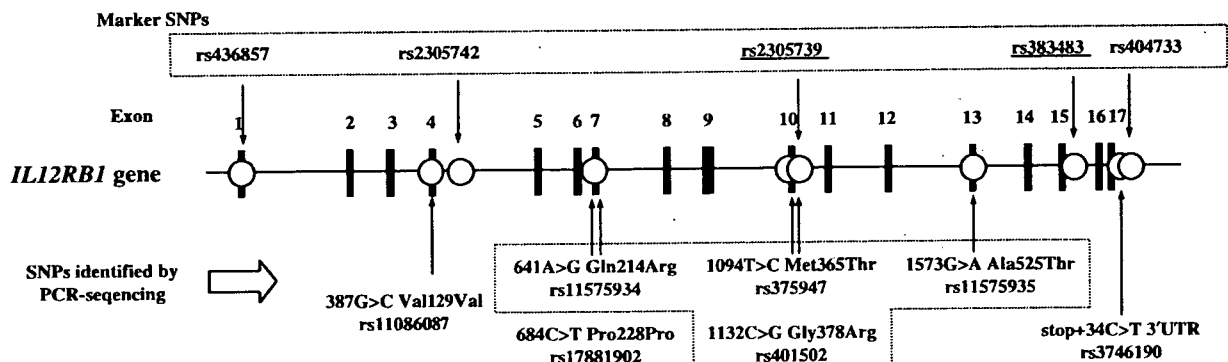 Marker SNPs
rs436857 rs2305742 rs2305739 rs383483 rs404733
Exon 1 2 3 4 5 6 7 8 9 10 11 12 13 14 15 16 17
IL12RB1 gene
SNPs identified by
PCR-seqencing
387G>C Val129Val
rs11086087
641A>G Gln214Arg
rs11575934
684C>T Pro228Pro
rs17881902
1094T>C Met365Thr
rs375947
1132C>G Gly378Arg
rs401502
1573G>A Ala525Thr
rs11575935
stop+34C>T 3′UTR
rs3746190